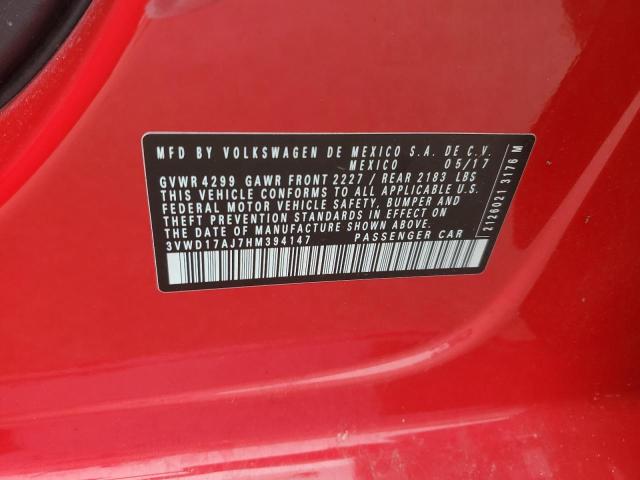 MFD BY VOLKSWAGEN DE MEXICO S.A. DE C.V.
MEXICO 05/17
GVWR 4299 GAWR FRONT 2227 / REAR 2183 LBS
THIS VEHICLE CONFORMS TO ALL APPLICABLE U.S.
FEDERAL MOTOR VEHICLE SAFETY, BUMPER AND
THEFT PREVENTION STANDARDS IN EFFECT ON
THE DATE OF MANUFACTURE SHOWN ABOVE.
3VWD17AJ7HM394147 PASSENGER CAR
2126021 3176 M